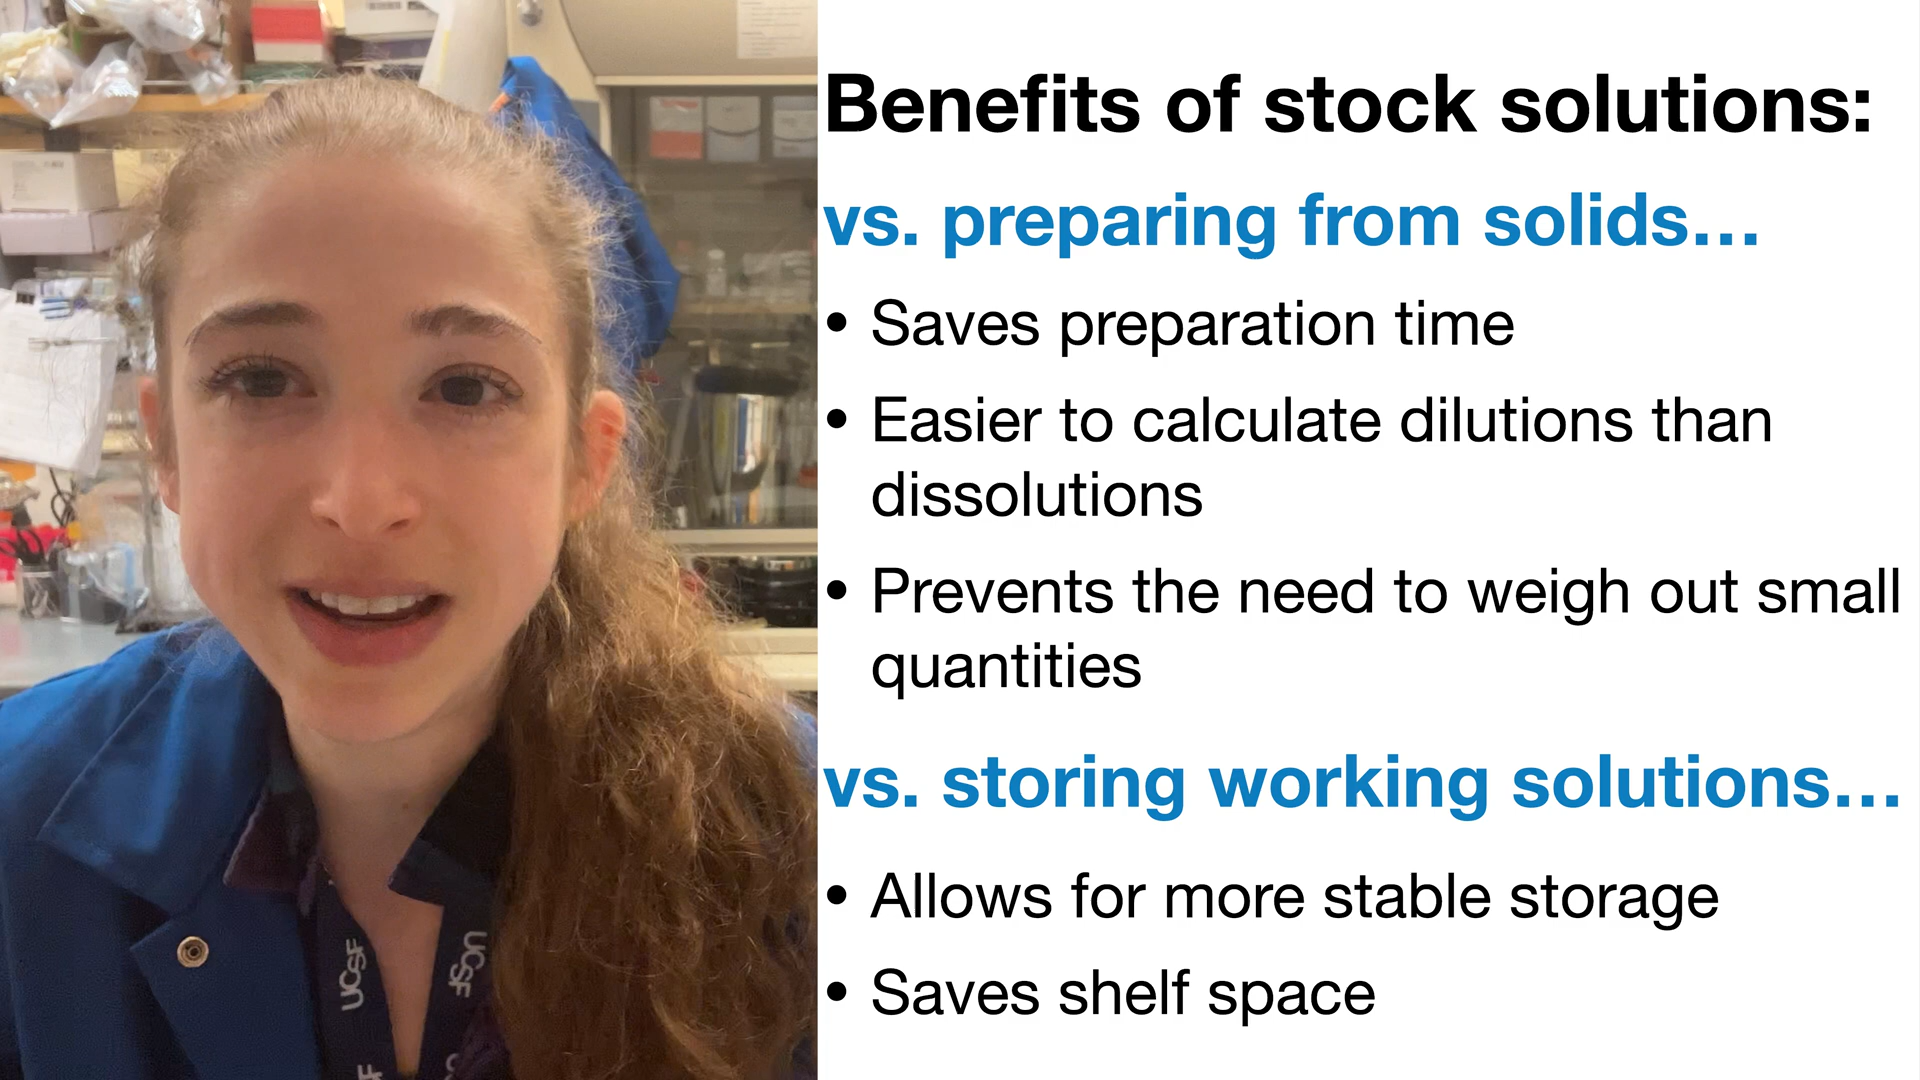 Benefits of stock solutions:
vs. preparing from solids…
• Saves preparation time
• Easier to calculate dilutions than
dissolutions
• Prevents the need to weigh out small
quantities
vs. storing working solutions…
• Allows for more stable storage
• Saves shelf space
UCSF
UCSF